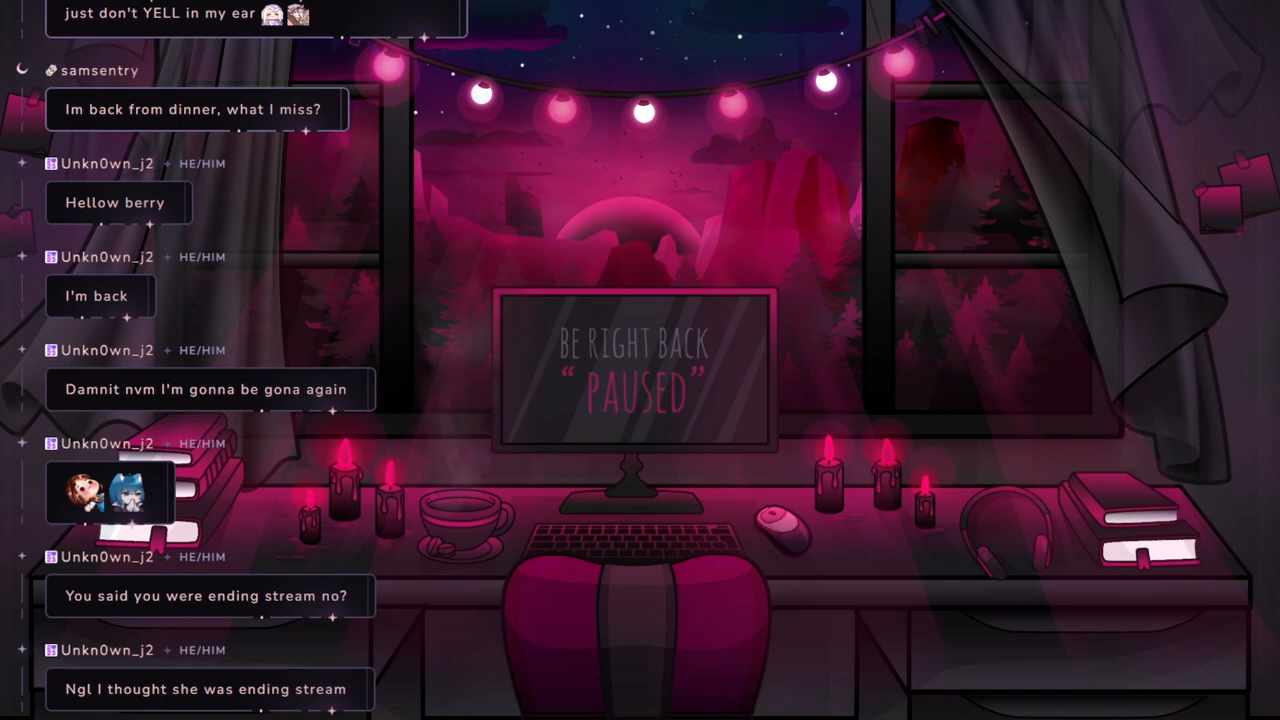 just don't YELL in my ear
samsentry
Im back from dinner, what I miss?
Unkn0wn_j2 HE/HIM
Hellow berry
Unkn0wn_j2 HE/HIM
I'm back
Unkn0wn_j2 HE/HIM
Damnit nvm I'm gonna be gona again
Unkn0wn_j2 HE/HIM
Unkn0wn_j2 HE/HIM
You said you were ending stream no?
Unkn0wn_j2 HE/HIM
Ngl I thought she was ending stream
BE RIGHT BACK
“ PAUSED”